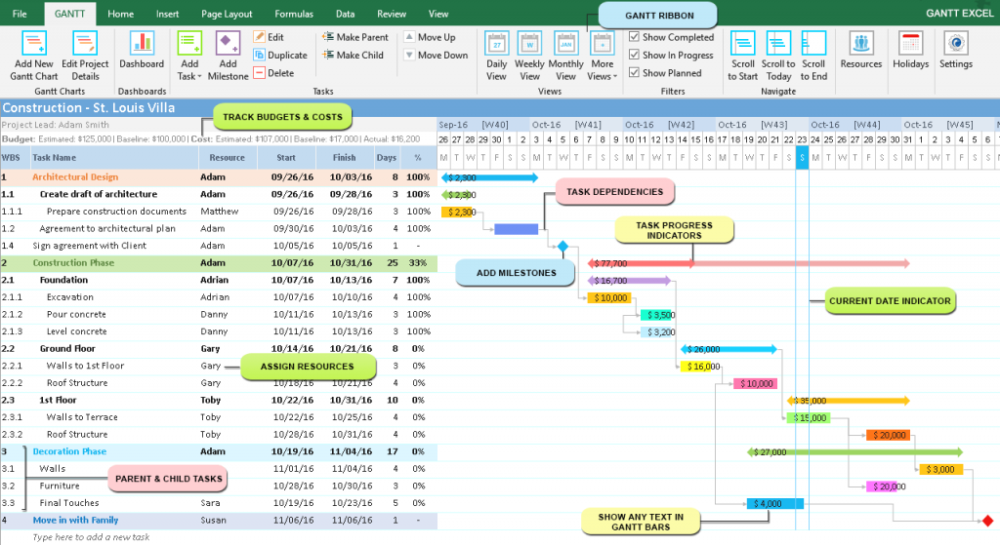 File GANTT Home Insert Page Layout Formulas Data Review View GANTT EXCEL
GANTT RIBBON
Add New Gantt Chart
Edit Project Details
Gantt Charts
Dashboard
Dashboards
Add Task
Add Milestone
Edit
Duplicate
Delete
Make Parent
Make Child
Move Up
Move Down
Tasks
27
Daily View
W
Weekly View
JAN
Monthly View
+
More Views
Views
Show Completed
Show In Progress
Show Planned
Filters
Scroll to Start
Scroll to Today
Scroll to End
Navigate
Resources
Holidays
Settings
Construction - St. Louis Villa
Project Lead: Adam Smith
TRACK BUDGETS & COSTS
Budget: Estimated: $125,000 | Baseline: $100,000 | Cost: Estimated: $107,000 | Baseline: $17,000 | Actual: $16,200
Sep-16 [W40] Oct-16 [W41] Oct-16 [W42] Oct-16 [W43] Oct-16 [W44] Oct-16 [W45]
26 27 28 29 30 1 2 3 4 5 6 7 8 9 10 11 12 13 14 15 16 17 18 19 20 21 22 23 24 25 26 27 28 29 30 31 1 2 3 4 5 6
M T W T F S S M T W T F S S M T W T F S S M T W T F S S M T W T F S S M T W T F S S
WBS Task Name Resource Start Finish Days %
1 Architectural Design Adam 09/26/16 10/03/16 8 100% $ 2,300
1.1 Create draft of architecture Adam 09/26/16 09/28/16 3 100% $ 2,300
1.1.1 Prepare construction documents Matthew 09/26/16 09/28/16 3 100% $ 2,300
1.2 Agreement to architectural plan Adam 09/30/16 10/03/16 4 100%
1.4 Sign agreement with Client Adam 10/05/16 10/05/16 1 -
2 Construction Phase Adam 10/07/16 10/31/16 25 33% $ 77,700
2.1 Foundation Adrian 10/07/16 10/13/16 7 100% $ 16,700
2.1.1 Excavation Adrian 10/07/16 10/10/16 4 100% $ 10,000
2.1.2 Pour concrete Danny 10/11/16 10/13/16 3 100% $ 3,500
2.1.3 Level concrete Danny 10/11/16 10/13/16 3 100% $ 3,200
2.2 Ground Floor Gary 10/14/16 10/21/16 8 0% $ 26,000
2.2.1 Walls to 1st Floor Gary 3 0% $ 16,000
2.2.2 Roof Structure Gary 10/18/16 10/21/16 4 0% $ 10,000
2.3 1st Floor Toby 10/22/16 10/31/16 10 0% $ 35,000
2.3.1 Walls to Terrace Toby 10/22/16 10/25/16 4 0% $ 15,000
2.3.2 Roof Structure Toby 10/28/16 10/31/16 4 0% $ 20,000
3 Decoration Phase Adam 10/19/16 11/04/16 17 0% $ 27,000
3.1 Walls 11/01/16 11/04/16 4 0% $ 3,000
3.2 Furniture 10/28/16 10/30/16 3 0% $ 20,000
3.3 Final Touches Sara 10/19/16 10/23/16 5 0% $ 4,000
4 Move in with Family Susan 11/06/16 11/06/16 1 -
Type here to add a new task
TASK DEPENDENCIES
TASK PROGRESS
INDICATORS
ADD MILESTONES
CURRENT DATE INDICATOR
ASSIGN RESOURCES
PARENT & CHILD TASKS
SHOW ANY TEXT IN
GANTT BARS